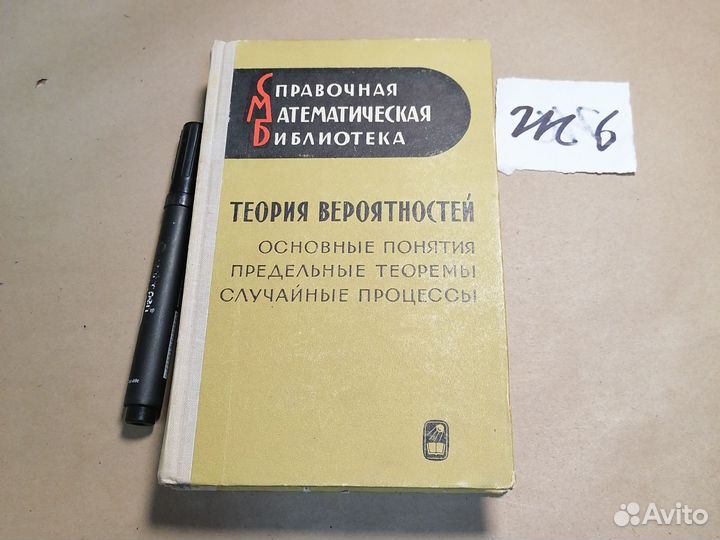 СПРАВОЧНАЯ
МАТЕМАТИЧЕСКАЯ
БИБЛИОТЕКА
ТЕОРИЯ ВЕРОЯТНОСТЕЙ
ОСНОВНЫЕ ПОНЯТИЯ
ПРЕДЕЛЬНЫЕ ТЕОРЕМЫ
СЛУЧАЙНЫЕ ПРОЦЕССЫ
Avito